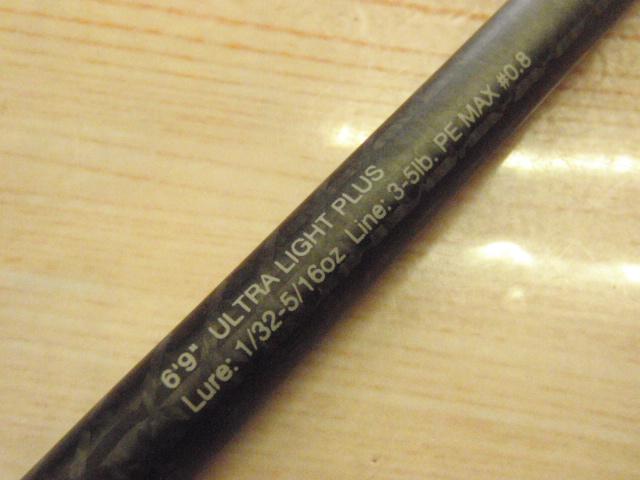 6'9" ULTRA LIGHT PLUS
Lure: 1/32-5/16oz Line: 3-5lb. PE MAX #0.8